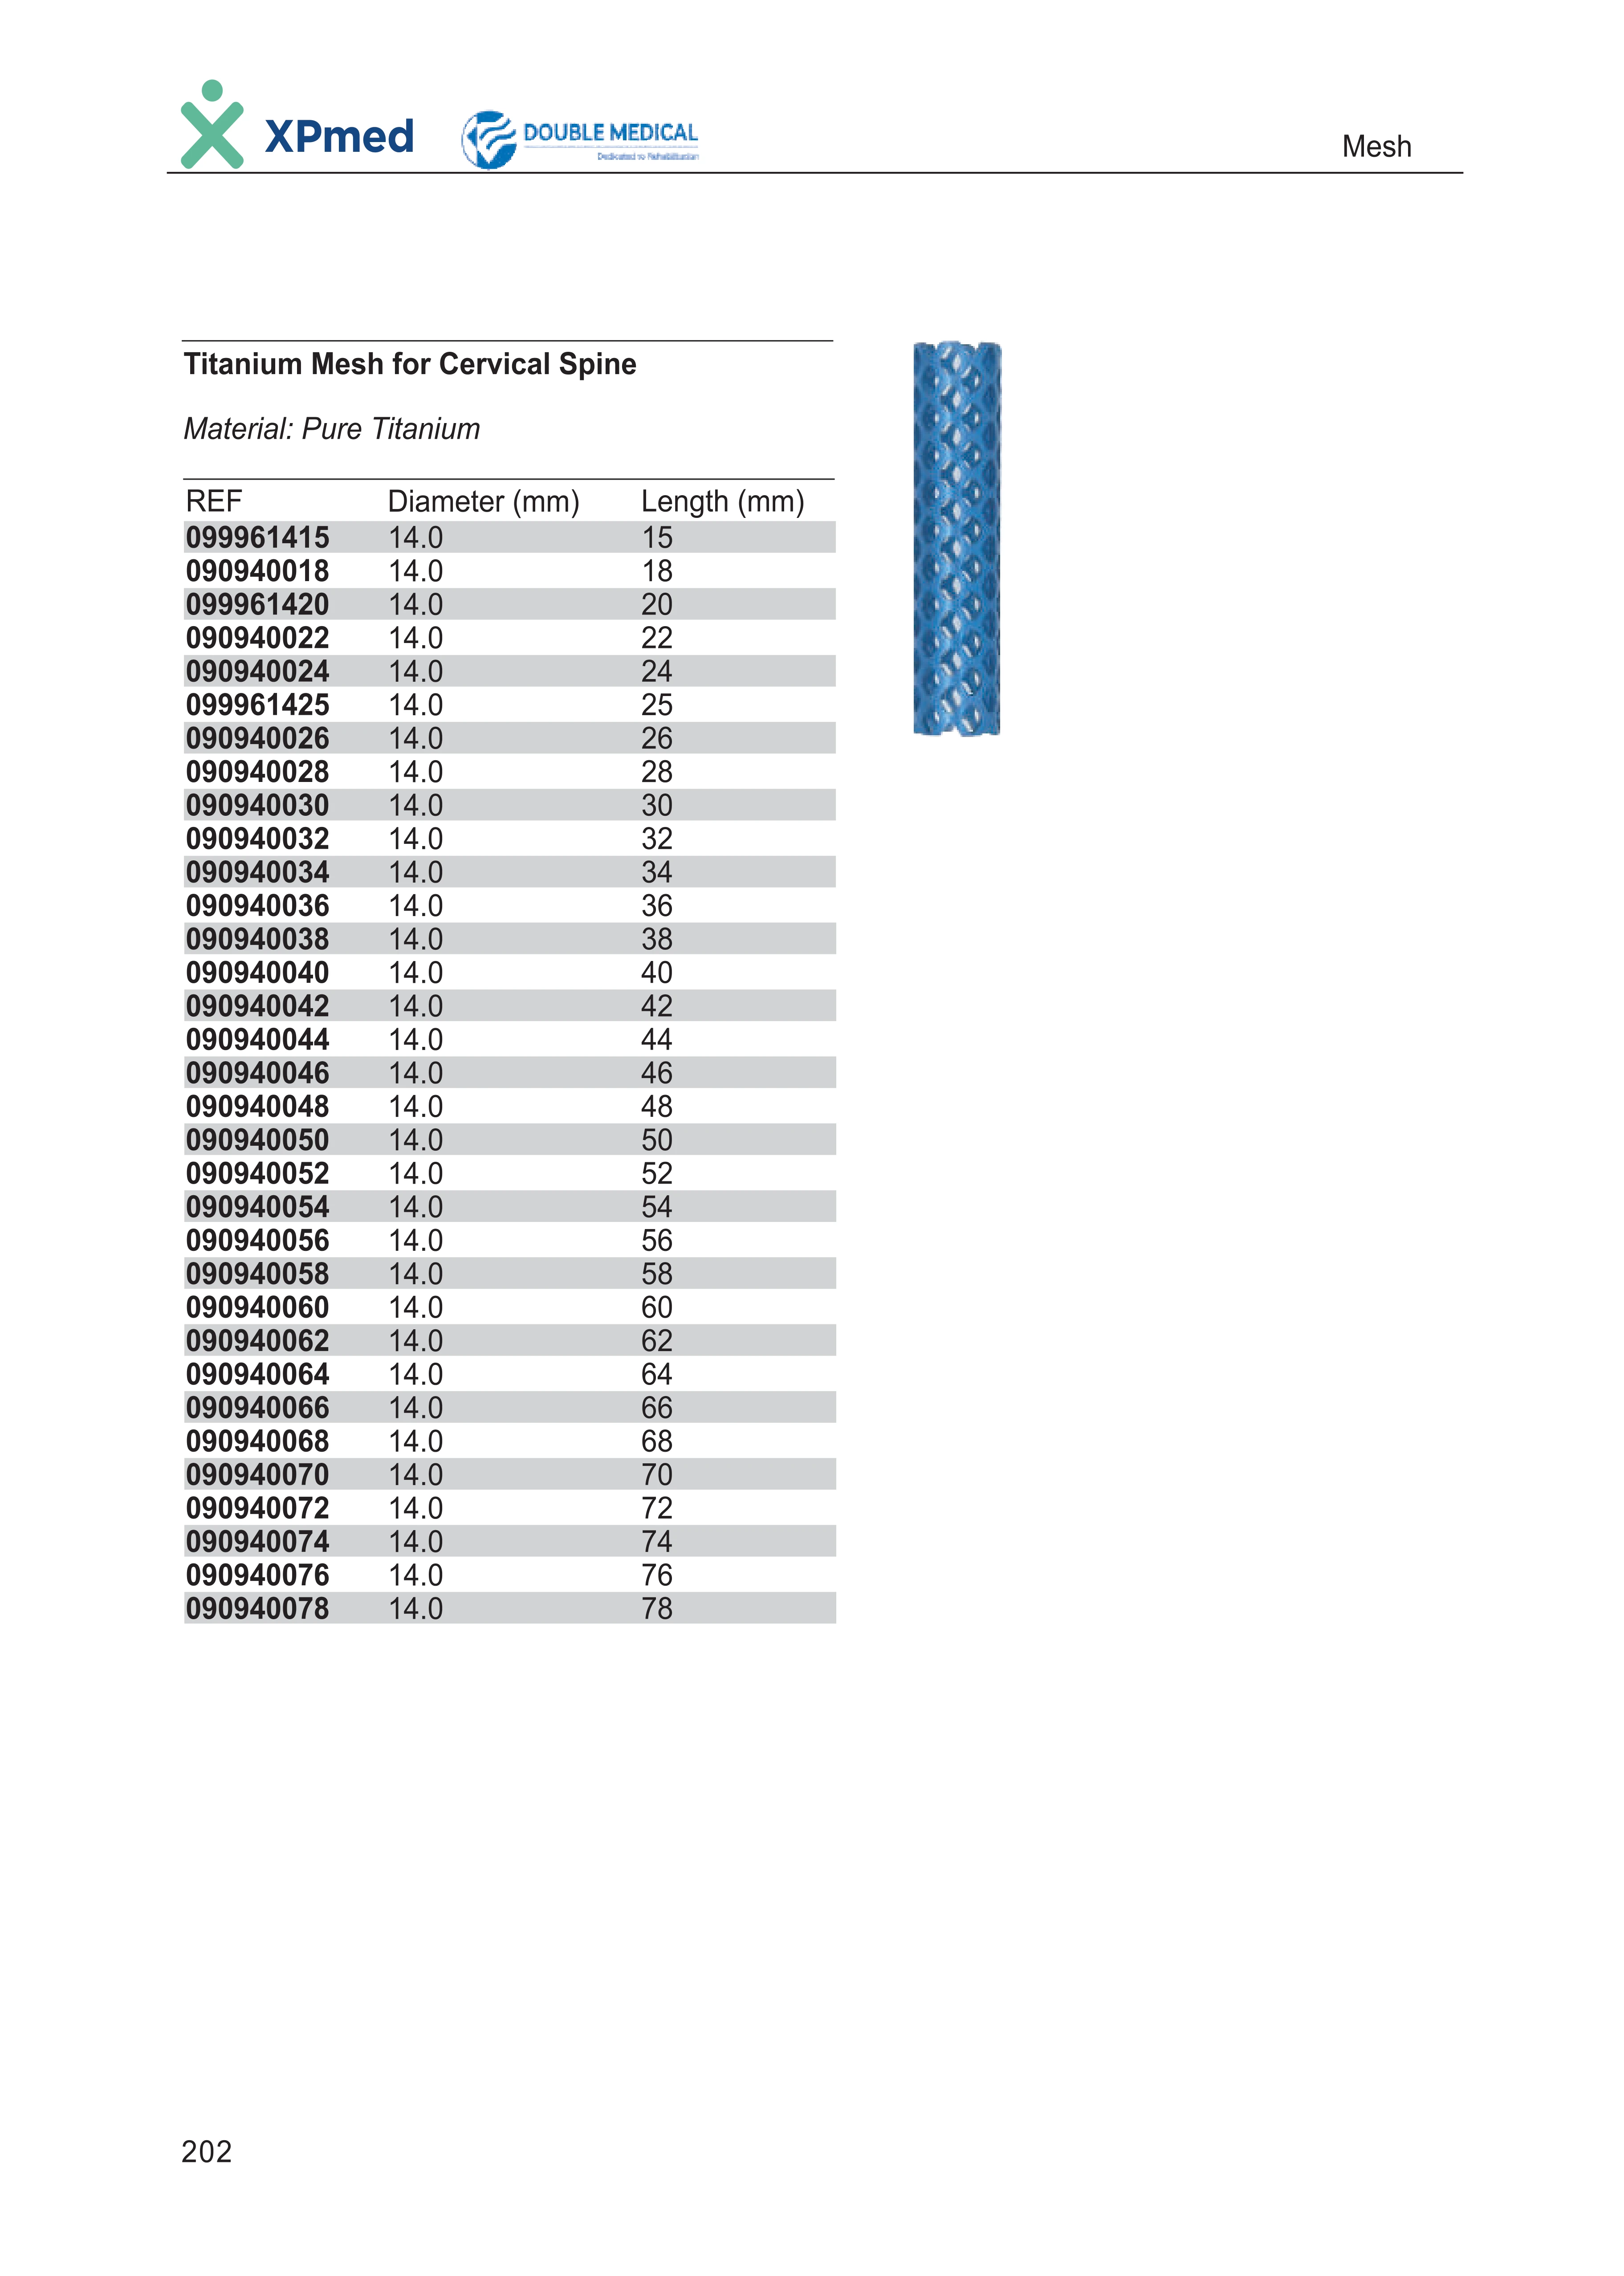 XPmed
DOUBLE MEDICAL
Dedicated to Rehabilitation
Mesh
Titanium Mesh for Cervical Spine
Material: Pure Titanium
REF Diameter (mm) Length (mm)
099961415 14.0 15
090940018 14.0 18
099961420 14.0 20
090940022 14.0 22
090940024 14.0 24
099961425 14.0 25
090940026 14.0 26
090940028 14.0 28
090940030 14.0 30
090940032 14.0 32
090940034 14.0 34
090940036 14.0 36
090940038 14.0 38
090940040 14.0 40
090940042 14.0 42
090940044 14.0 44
090940046 14.0 46
090940048 14.0 48
090940050 14.0 50
090940052 14.0 52
090940054 14.0 54
090940056 14.0 56
090940058 14.0 58
090940060 14.0 60
090940062 14.0 62
090940064 14.0 64
090940066 14.0 66
090940068 14.0 68
090940070 14.0 70
090940072 14.0 72
090940074 14.0 74
090940076 14.0 76
090940078 14.0 78
202